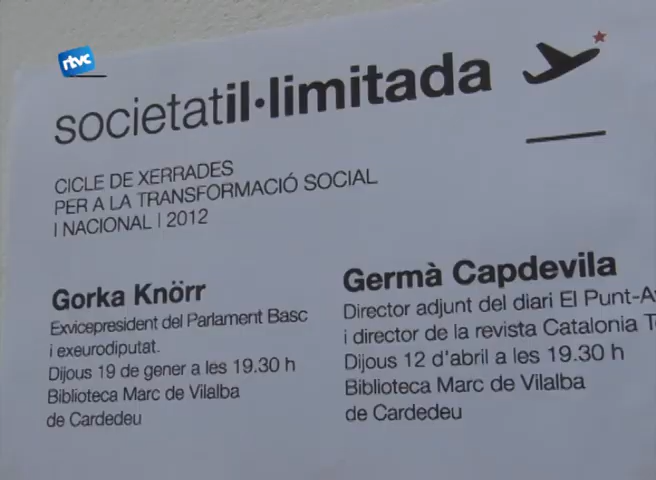 rtvc
societatil·limitada
CICLE DE XERRADES
PER A LA TRANSFORMACIÓ SOCIAL
I NACIONAL | 2012
Gorka Knörr
Exvicepresident del Parlament Basc
i exeurodiputat.
Dijous 19 de gener a les 19.30 h
Biblioteca Marc de Vilalba
de Cardedeu
Germà Capdevila
Director adjunt del diari El Punt-A
i director de la revista Catalonia T
Dijous 12 d'abril a les 19.30 h
Biblioteca Marc de Vilalba
de Cardedeu